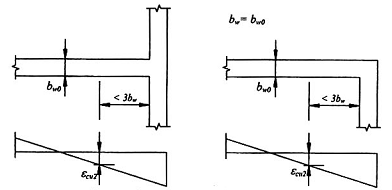 b_w = b_w0
b_w0
< 3b_w
b_w0
< 3b_w
ε_cu2
ε_cu2